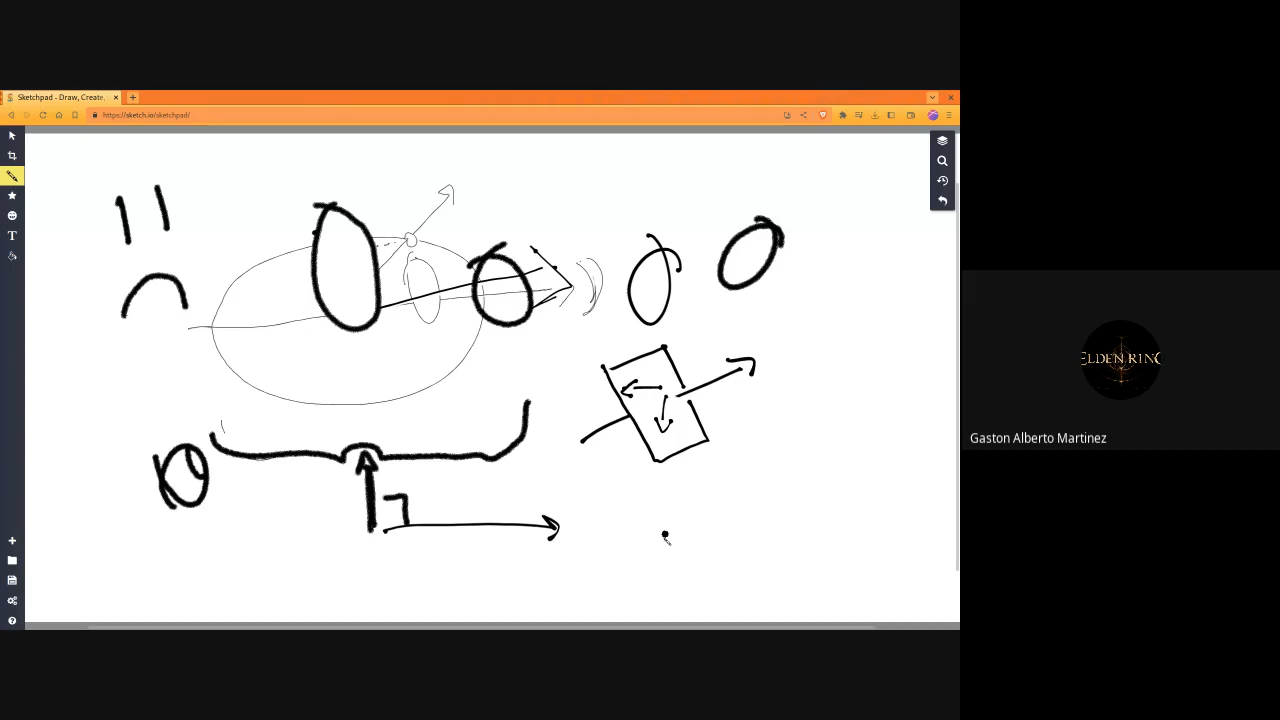 Sketchpad - Draw, Create,
https://sketch.io/sketchpad/
T
ELDEN RING
Gaston Alberto Martinez